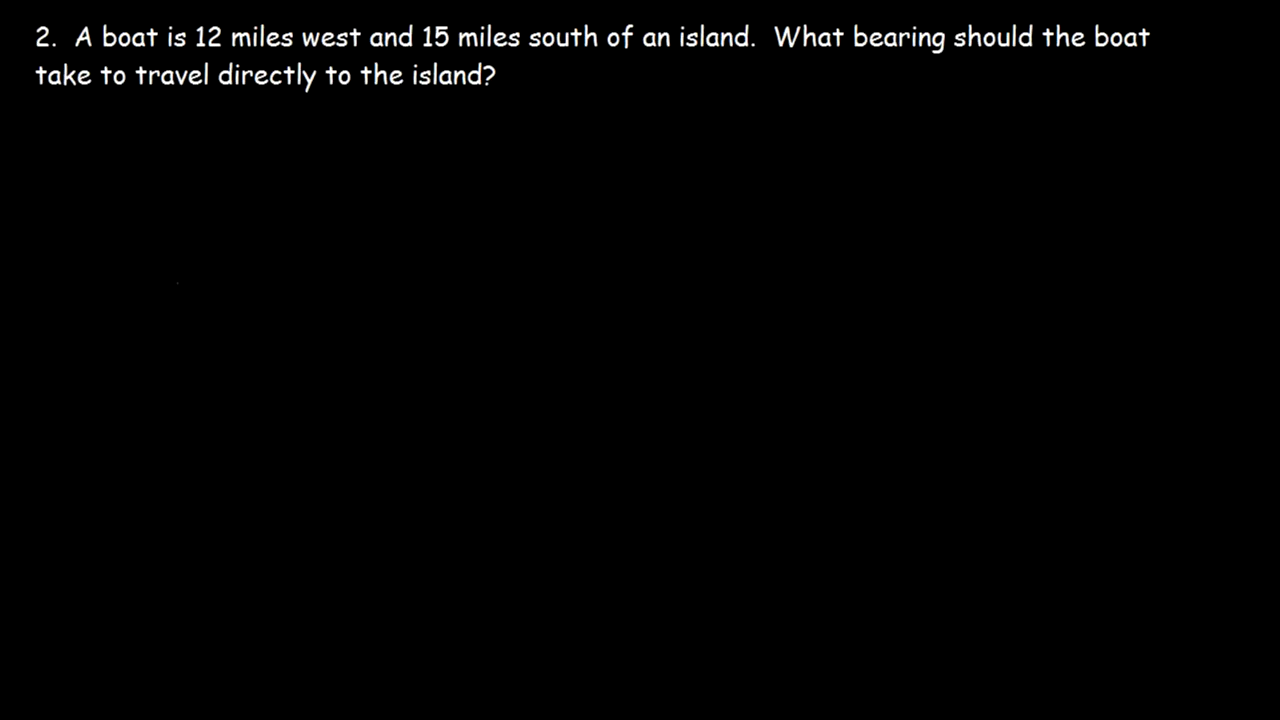 2.  A boat is 12 miles west and 15 miles south of an island.  What bearing should the boat
take to travel directly to the island?